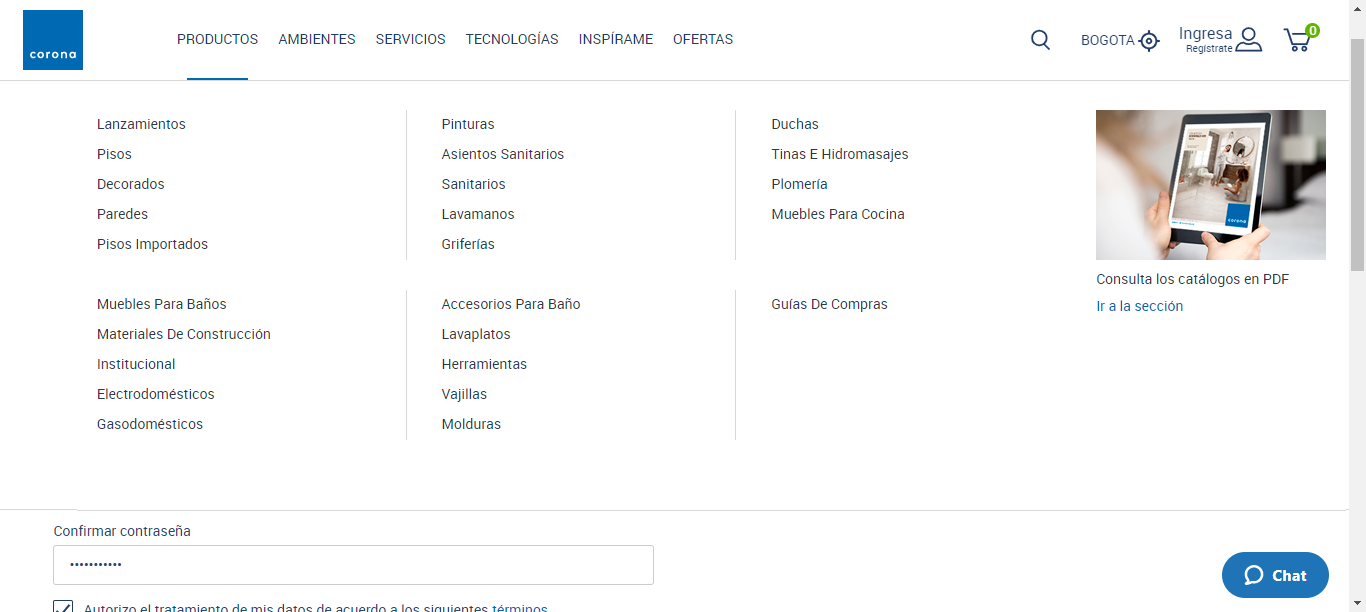 corona
PRODUCTOS AMBIENTES SERVICIOS TECNOLOGÍAS INSPÍRAME OFERTAS
BOGOTA
Ingresa
Regístrate
0
Lanzamientos
Pisos
Decorados
Paredes
Pisos Importados
Pinturas
Asientos Sanitarios
Sanitarios
Lavamanos
Griferías
Duchas
Tinas E Hidromasajes
Plomería
Muebles Para Cocina
corona
Consulta los catálogos en PDF
Ir a la sección
Muebles Para Baños
Materiales De Construcción
Institucional
Electrodomésticos
Gasodomésticos
Accesorios Para Baño
Lavaplatos
Herramientas
Vajillas
Molduras
Guías De Compras
Confirmar contraseña
•••••••••••
Autorizo el tratamiento de mis datos de acuerdo a los siguientes términos
Chat